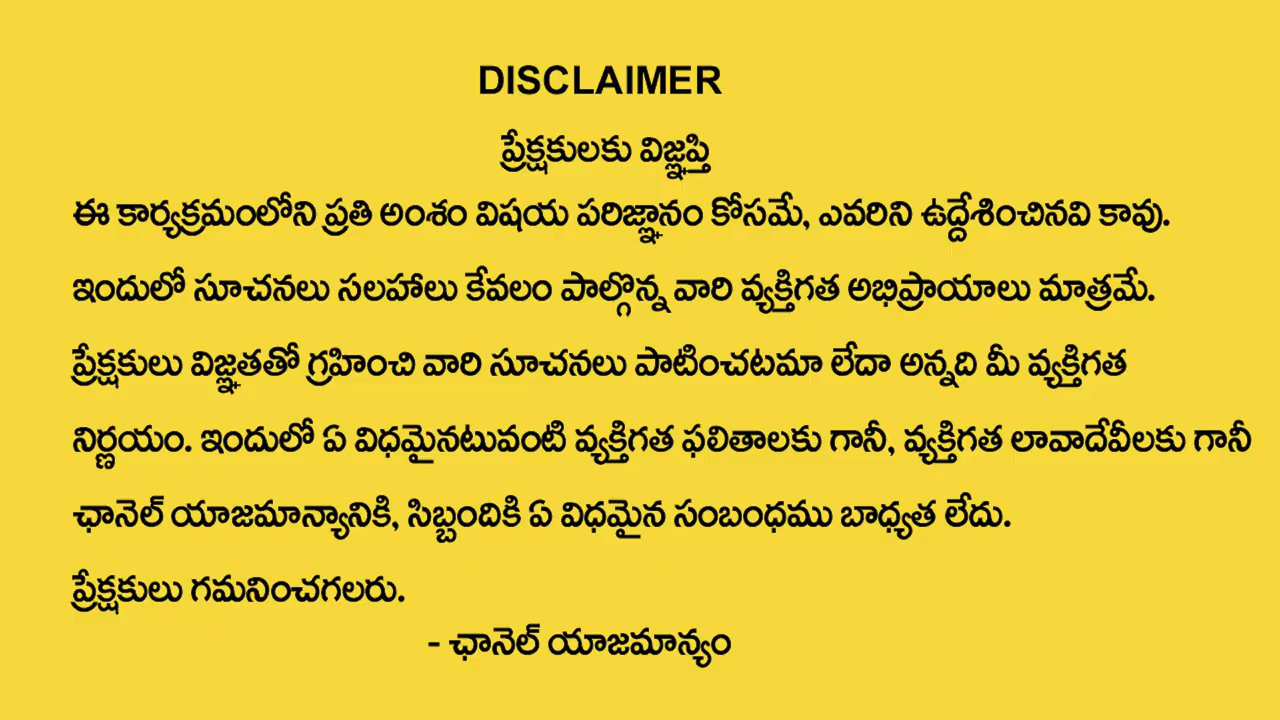 DISCLAIMER
ప్రేక్షకులకు విజ్ఞప్తి
ఈ కార్యక్రమంలోని ప్రతి అంశం విషయ పరిజ్ఞానం కోసమే, ఎవరిని ఉద్దేశించినవి కావు.
ఇందులో సూచనలు సలహాలు కేవలం పాల్గొన్న వారి వ్యక్తిగత అభిప్రాయాలు మాత్రమే.
ప్రేక్షకులు విజ్ఞతతో గ్రహించి వారి సూచనలు పాటించటమా లేదా అన్నది మీ వ్యక్తిగత
నిర్ణయం. ఇందులో ఏ విధమైనటువంటి వ్యక్తిగత ఫలితాలకు గానీ, వ్యక్తిగత లావాదేవీలకు గానీ
ఛానెల్ యాజమాన్యానికి, సిబ్బందికి ఏ విధమైన సంబంధము బాధ్యత లేదు.
ప్రేక్షకులు గమనించగలరు.
- ఛానెల్ యాజమాన్యం